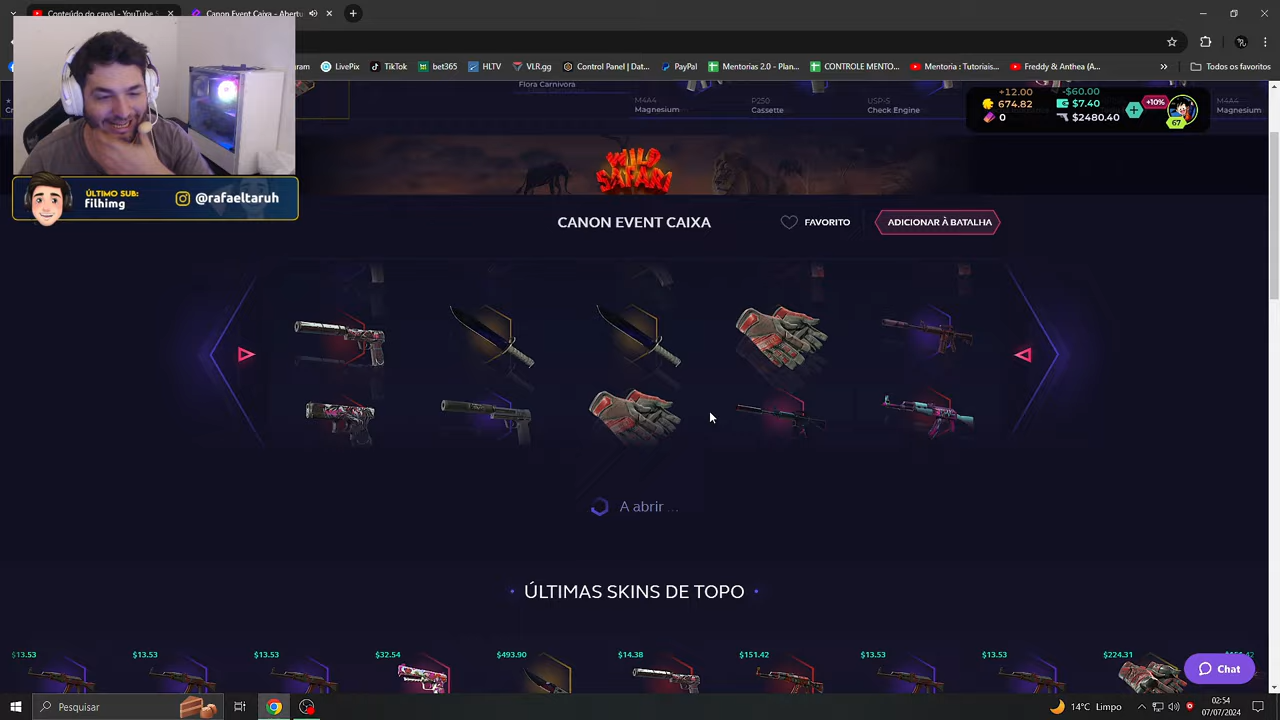 Conteúdo do canal - YouTube S
Abertu
gram
LivePix
TikTok
bet365
HLTV
VLR.gg
Control Panel | Dat...
PayPal
Mentorias 2.0 - Plan...
CONTROLE MENTO...
Mentoria : Tutoriais...
Freddy & Anthea (A...
»
Todos os favoritos
Flora Carnivora
M4A4
Magnesium
P250
Cassette
USP-S
Check Engine
M4A4
Magnesium
+12.00
-$60.00
674.82
$7.40
+10%
0
$2480.40
67
WILD
SAFARI
ÚLTIMO SUB:
filhimg
@rafaeltaruh
CANON EVENT CAIXA
FAVORITO
ADICIONAR À BATALHA
A abrir...
ÚLTIMAS SKINS DE TOPO
$13.53
$13.53
$13.53
$32.54
$493.90
$14.38
$151.42
$13.53
$13.53
$224.31
Chat
Pesquisar
14°C Limpo
02:54
07/07/2024